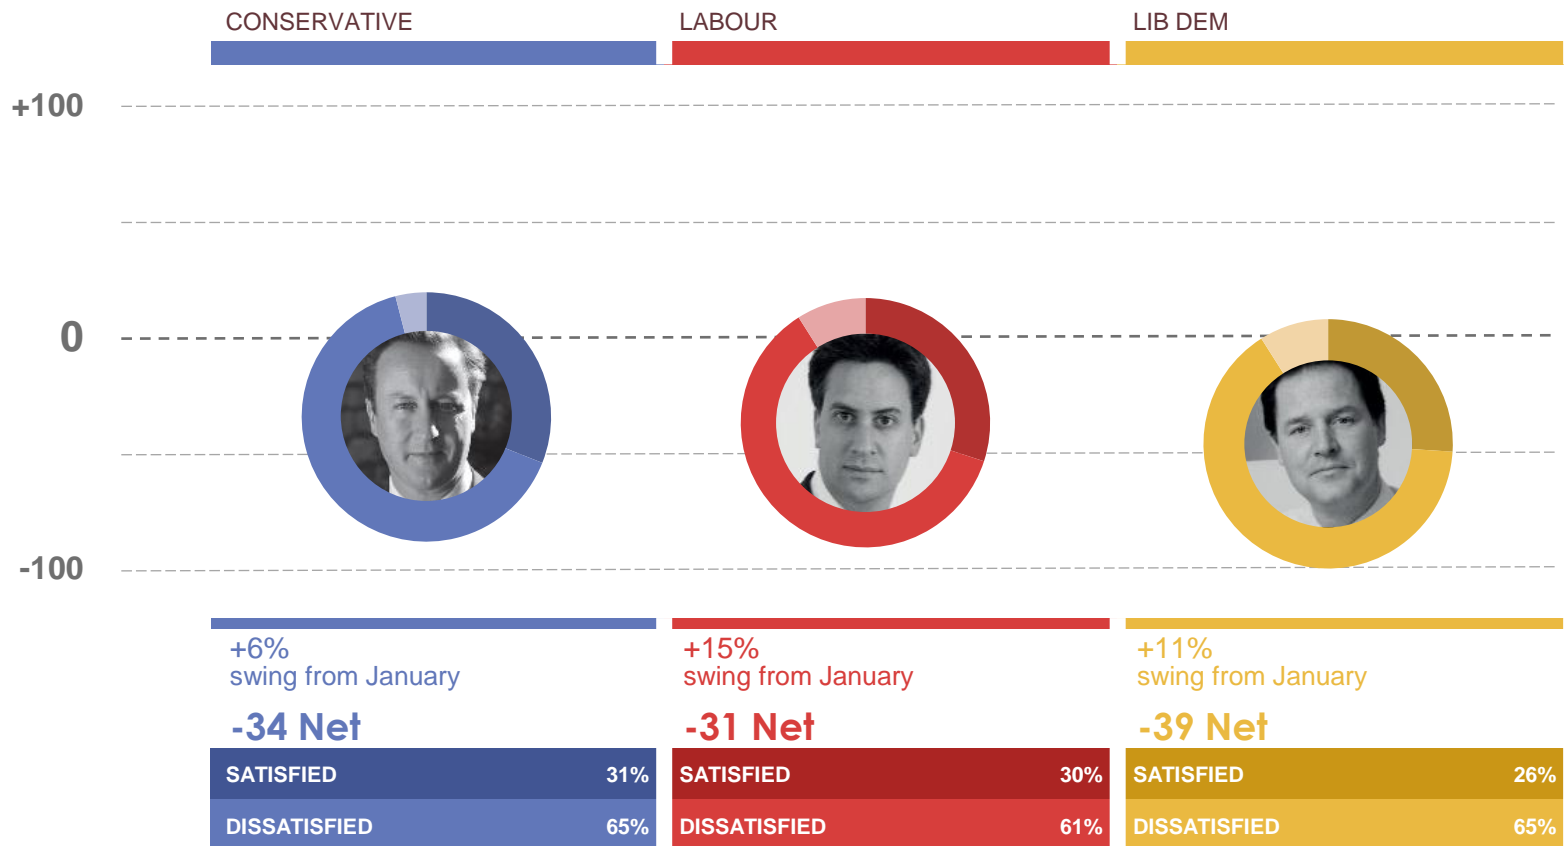 CONSERVATIVE
LABOUR
LIB DEM
+100
0
-100
+6%
swing from January
-34 Net
SATISFIED 31%
DISSATISFIED 65%
+15%
swing from January
-31 Net
SATISFIED 30%
DISSATISFIED 61%
+11%
swing from January
-39 Net
SATISFIED 26%
DISSATISFIED 65%